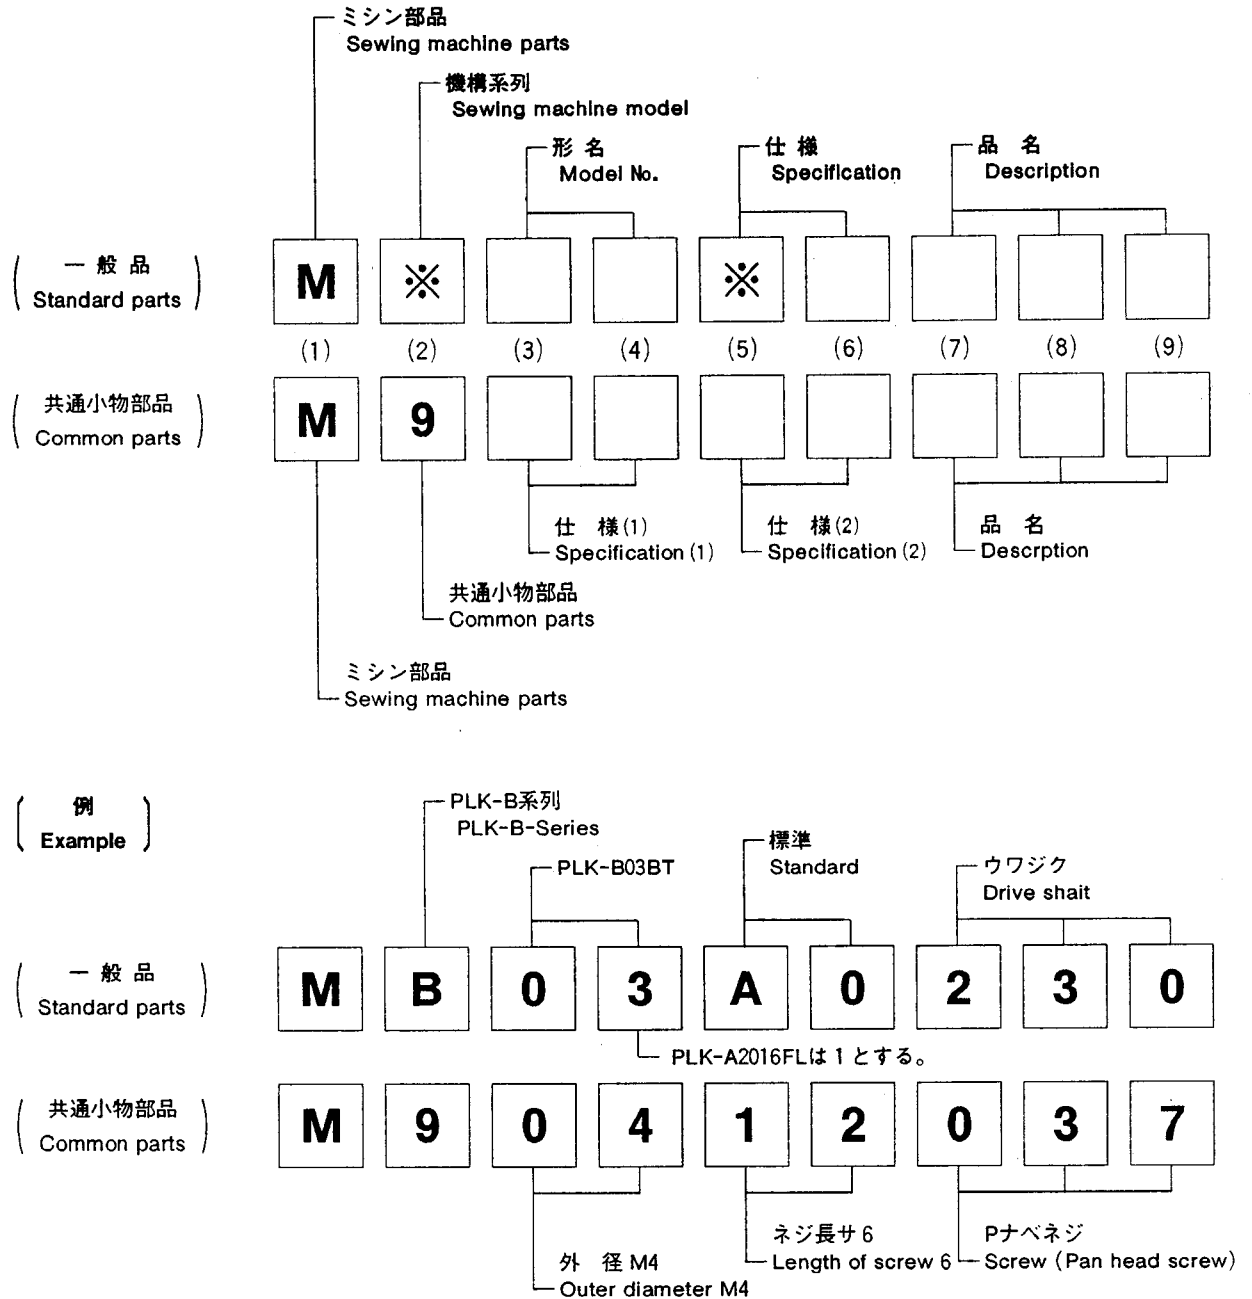 ミシン部品
Sewing machine parts
機構系列
Sewing machine model
形 名
Model No.
仕 様
Specification
品 名
Description
一 般 品
Standard parts
M ※ ※
(1) (2) (3) (4) (5) (6) (7) (8) (9)
共通小物部品
Common parts
M 9
仕 様(1)
Specification(1)
仕 様(2)
Specification(2)
品 名
Descrption
共通小物部品
Common parts
ミシン部品
Sewing machine parts
例
Example
PLK-B系列
PLK-B-Series
PLK-B03BT
標準
Standard
ウワジク
Drive shait
一 般 品
Standard parts
M B 0 3 A 0 2 3 0
PLK-A2016FLは1とする。
共通小物部品
Common parts
M 9 0 4 1 2 0 3 7
外 径 M4
Outer diameter M4
ネジ長サ 6
Length of screw 6
Pナベネジ
Screw (Pan head screw)